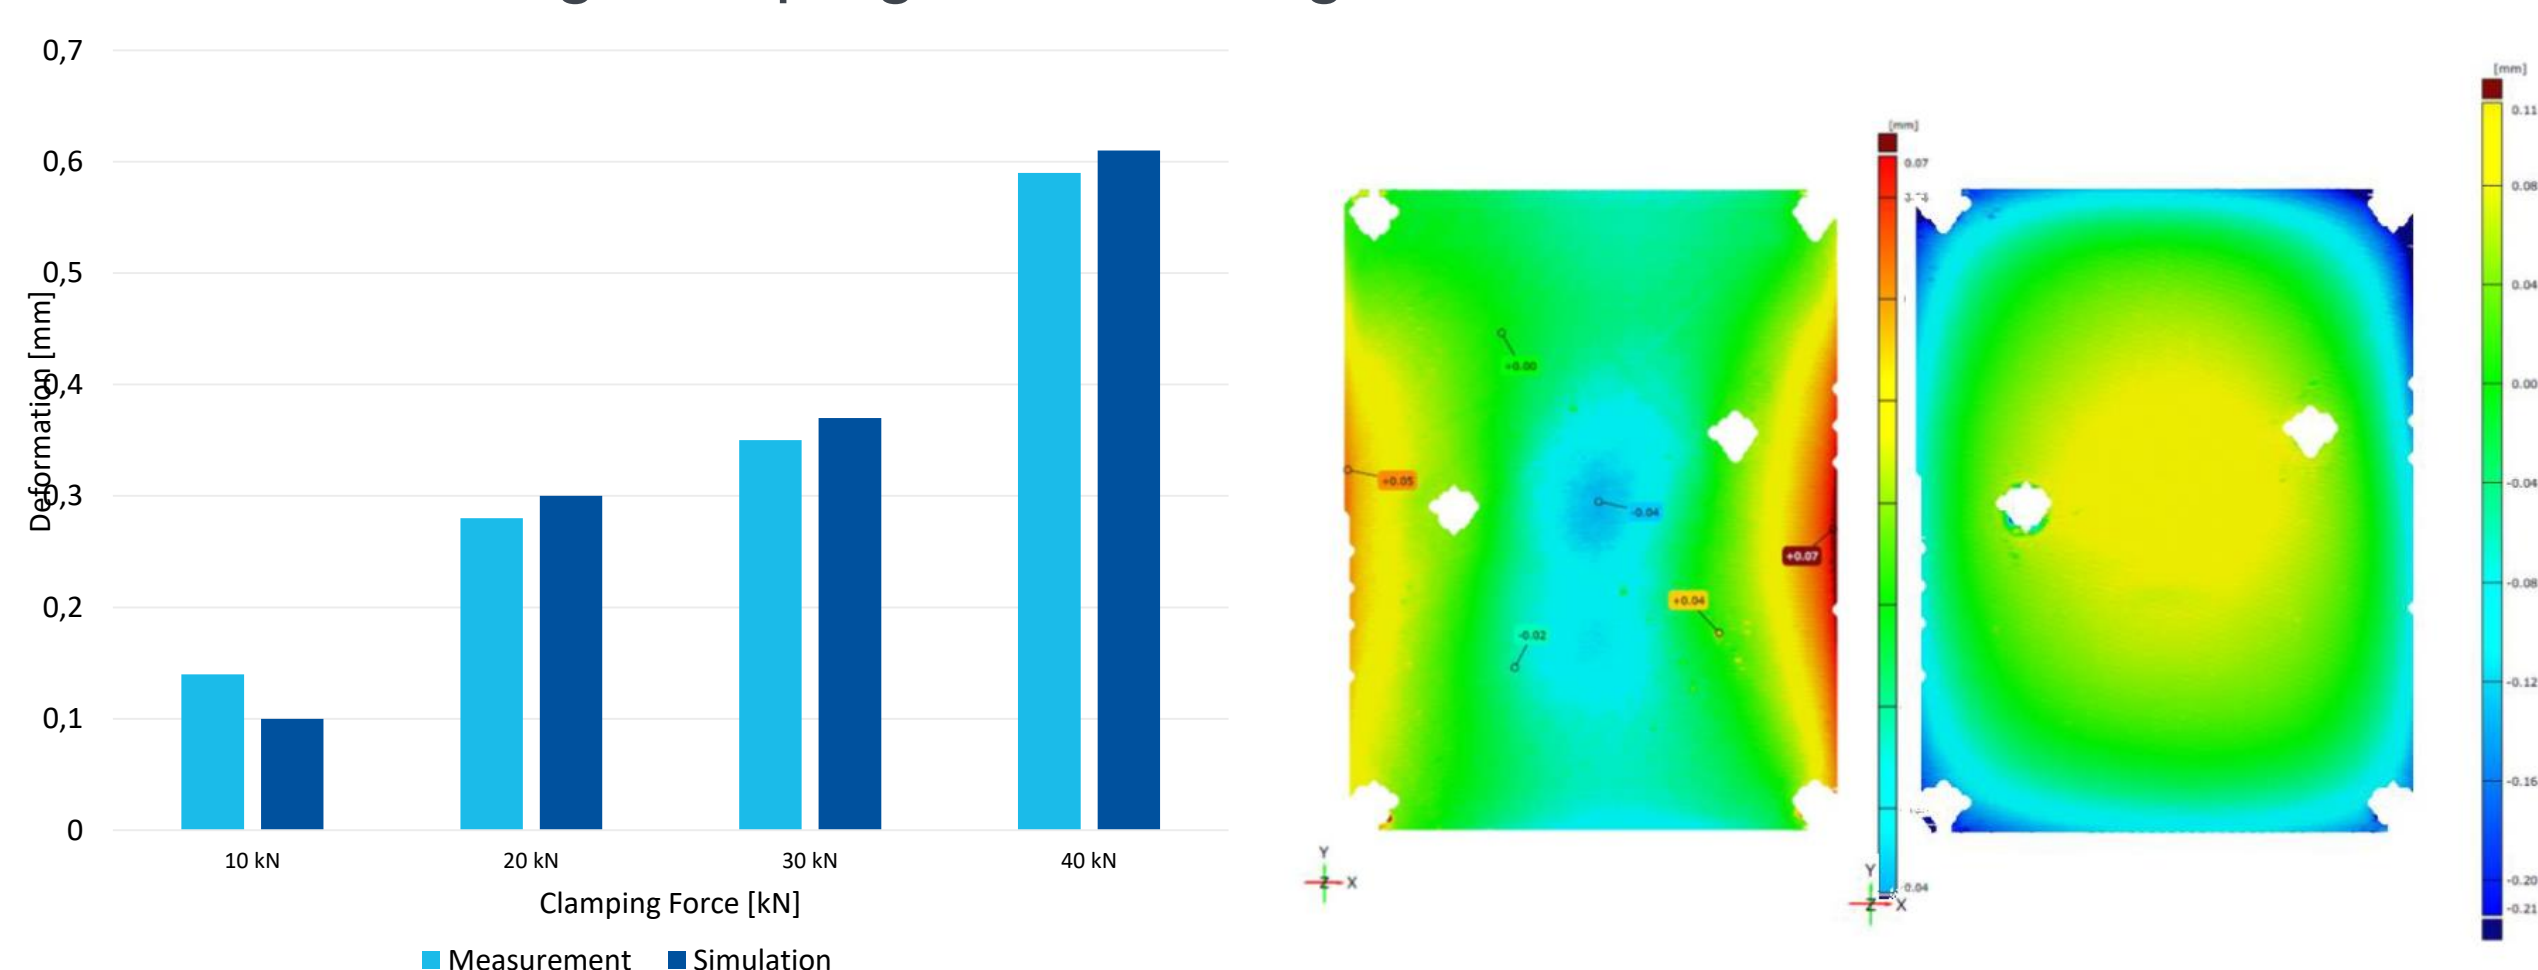 0,7
0,6
0,5
0,4
0,3
0,2
0,1
0
Deformation [mm]
10 kN
20 kN
30 kN
40 kN
Clamping Force [kN]
Measurement
Simulation
+0.00
+0.05
-0.04
+0.07
+0.04
-0.02
Y
Z
X
[mm]
0.07
0.04
Y
Z
X
[mm]
0.11
0.08
0.04
0.00
-0.04
-0.08
-0.12
-0.16
-0.20
-0.21